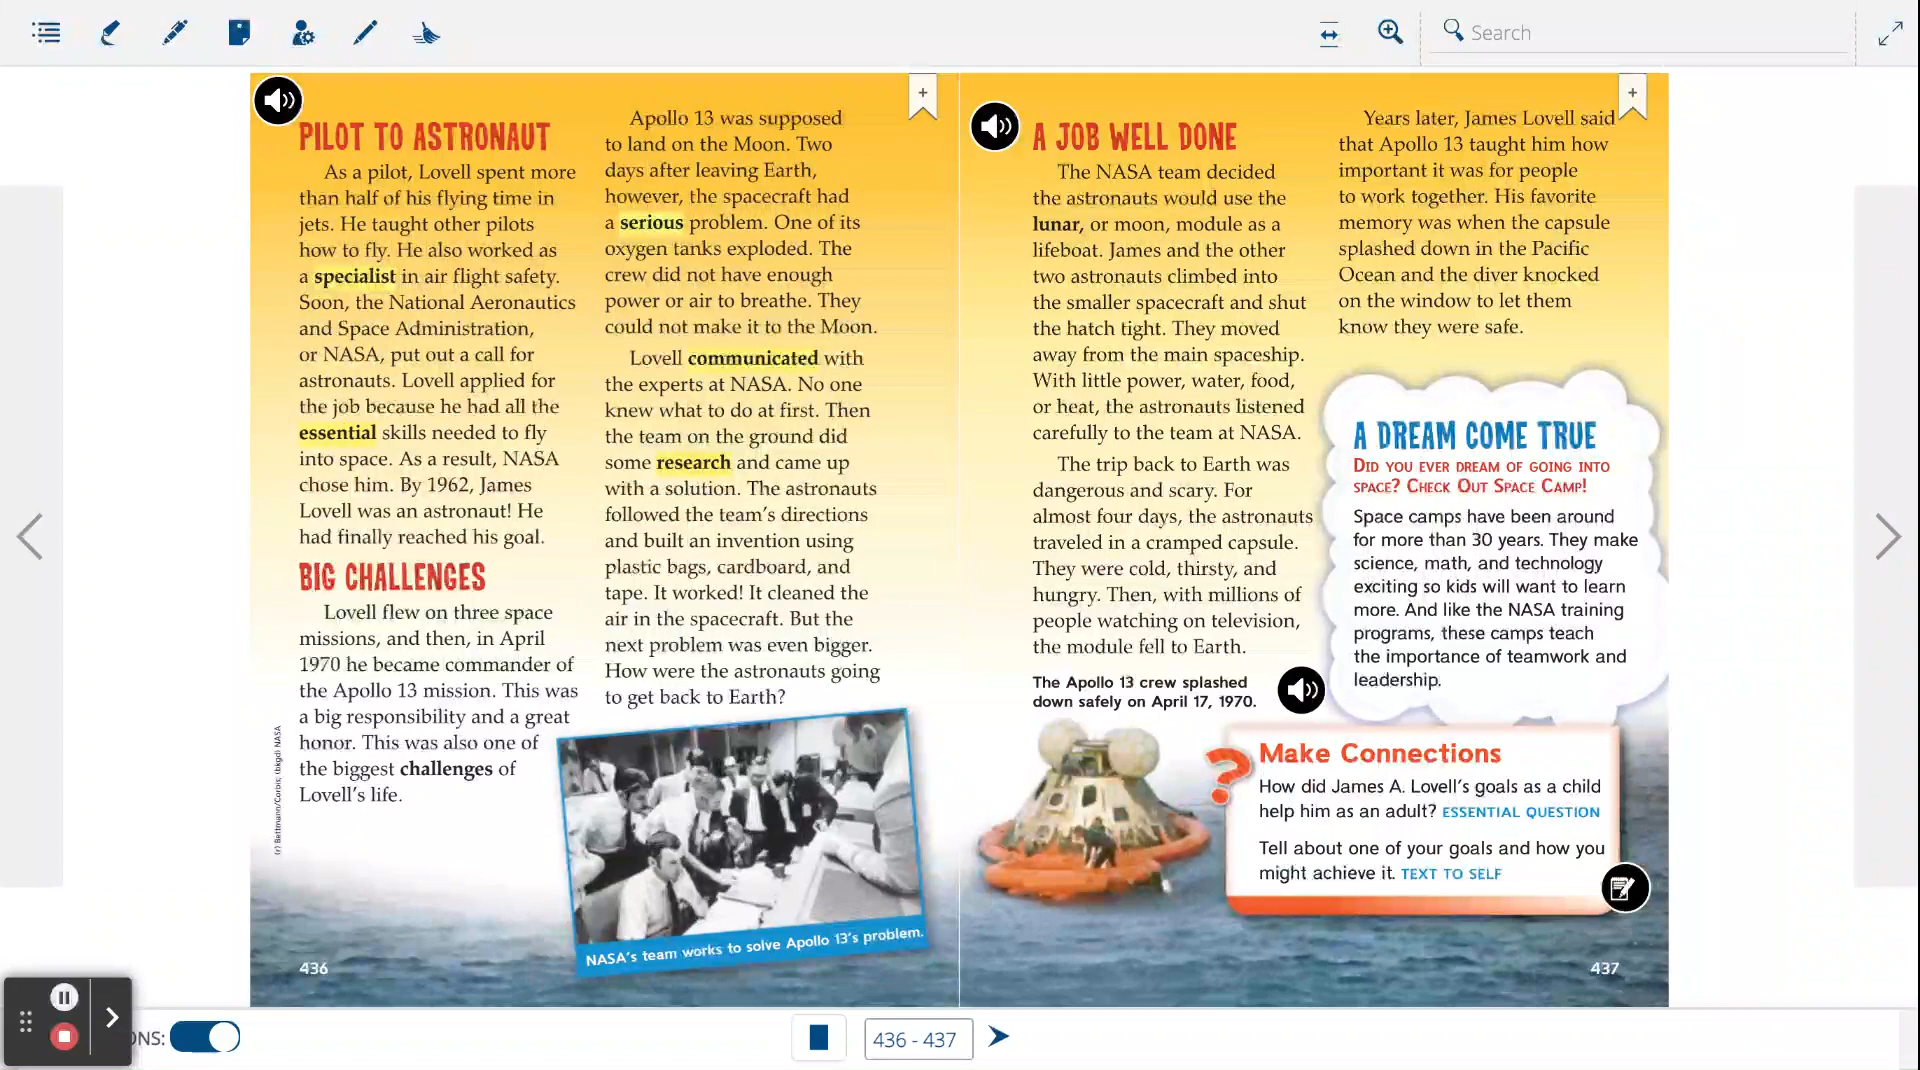 Search
PILOT TO ASTRONAUT
As a pilot, Lovell spent more
than half of his flying time in
jets. He taught other pilots
how to fly. He also worked as
a specialist in air flight safety.
Soon, the National Aeronautics
and Space Administration,
or NASA, put out a call for
astronauts. Lovell applied for
the job because he had all the
essential skills needed to fly
into space. As a result, NASA
chose him. By 1962, James
Lovell was an astronaut! He
had finally reached his goal.
BIG CHALLENGES
Lovell flew on three space
missions, and then, in April
1970 he became commander of
the Apollo 13 mission. This was
a big responsibility and a great
honor. This was also one of
the biggest challenges of
Lovell's life.
(r) Bettmann/Corbis; (bkgd) NASA
436
Apollo 13 was supposed
to land on the Moon. Two
days after leaving Earth,
however, the spacecraft had
a serious problem. One of its
oxygen tanks exploded. The
crew did not have enough
power or air to breathe. They
could not make it to the Moon.
Lovell communicated with
the experts at NASA. No one
knew what to do at first. Then
the team on the ground did
some research and came up
with a solution. The astronauts
followed the team's directions
and built an invention using
plastic bags, cardboard, and
tape. It worked! It cleaned the
air in the spacecraft. But the
next problem was even bigger.
How were the astronauts going
to get back to Earth?
NASA's team works to solve Apollo 13's problem.
A JOB WELL DONE
The NASA team decided
the astronauts would use the
lunar, or moon, module as a
lifeboat. James and the other
two astronauts climbed into
the smaller spacecraft and shut
the hatch tight. They moved
away from the main spaceship.
With little power, water, food,
or heat, the astronauts listened
carefully to the team at NASA.
The trip back to Earth was
dangerous and scary. For
almost four days, the astronauts
traveled in a cramped capsule.
They were cold, thirsty, and
hungry. Then, with millions of
people watching on television,
the module fell to Earth.
The Apollo 13 crew splashed
down safely on April 17, 1970.
Years later, James Lovell said
that Apollo 13 taught him how
important it was for people
to work together. His favorite
memory was when the capsule
splashed down in the Pacific
Ocean and the diver knocked
on the window to let them
know they were safe.
A DREAM COME TRUE
DID YOU EVER DREAM OF GOING INTO
SPACE? CHECK OUT SPACE CAMP!
Space camps have been around
for more than 30 years. They make
science, math, and technology
exciting so kids will want to learn
more. And like the NASA training
programs, these camps teach
the importance of teamwork and
leadership.
Make Connections
How did James A. Lovell's goals as a child
help him as an adult? ESSENTIAL QUESTION
Tell about one of your goals and how you
might achieve it. TEXT TO SELF
437
ONS:
436 - 437